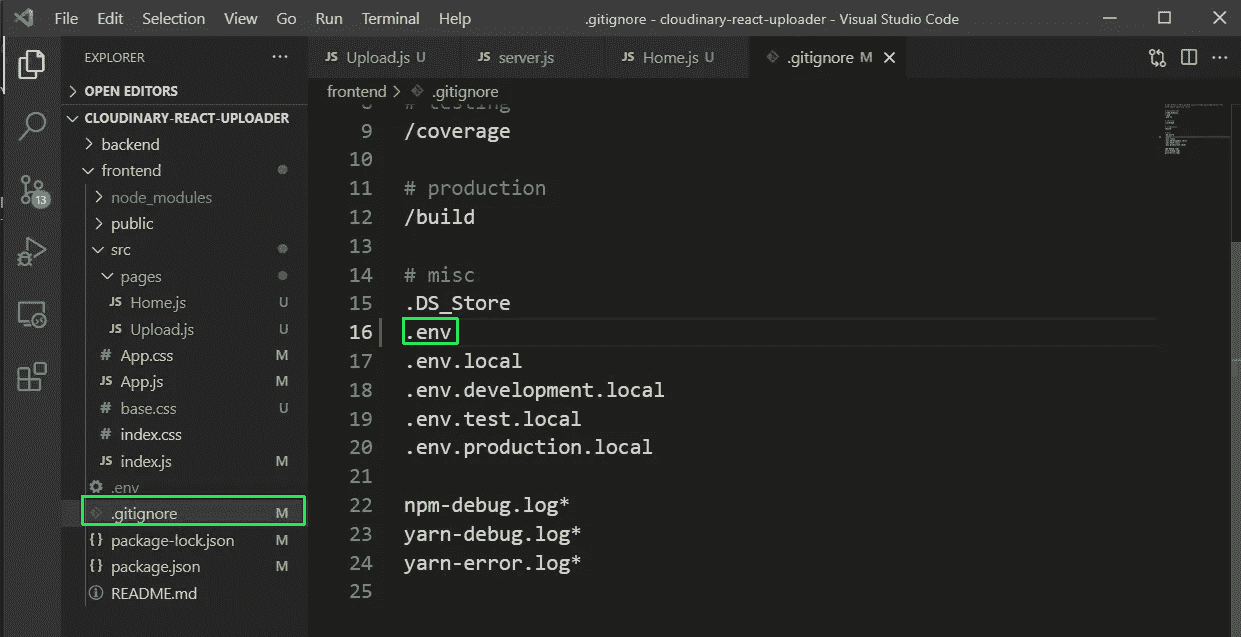 File Edit Selection View Go Run Terminal Help .gitignore - cloudinary-react-uploader - Visual Studio Code
EXPLORER ···
JS Upload.js U JS server.js JS Home.js U .gitignore M
OPEN EDITORS
CLOUDINARY-REACT-UPLOADER
backend
frontend
node_modules
public
src
pages
JS Home.js U
JS Upload.js U
# App.css M
JS App.js M
# base.css U
# index.css
JS index.js M
.env
.gitignore M
{} package-lock.json M
{} package.json M
README.md
13
frontend > .gitignore
8 # testing
9 /coverage
10
11 # production
12 /build
13
14 # misc
15 .DS_Store
16 .env
17 .env.local
18 .env.development.local
19 .env.test.local
20 .env.production.local
21
22 npm-debug.log*
23 yarn-debug.log*
24 yarn-error.log*
25